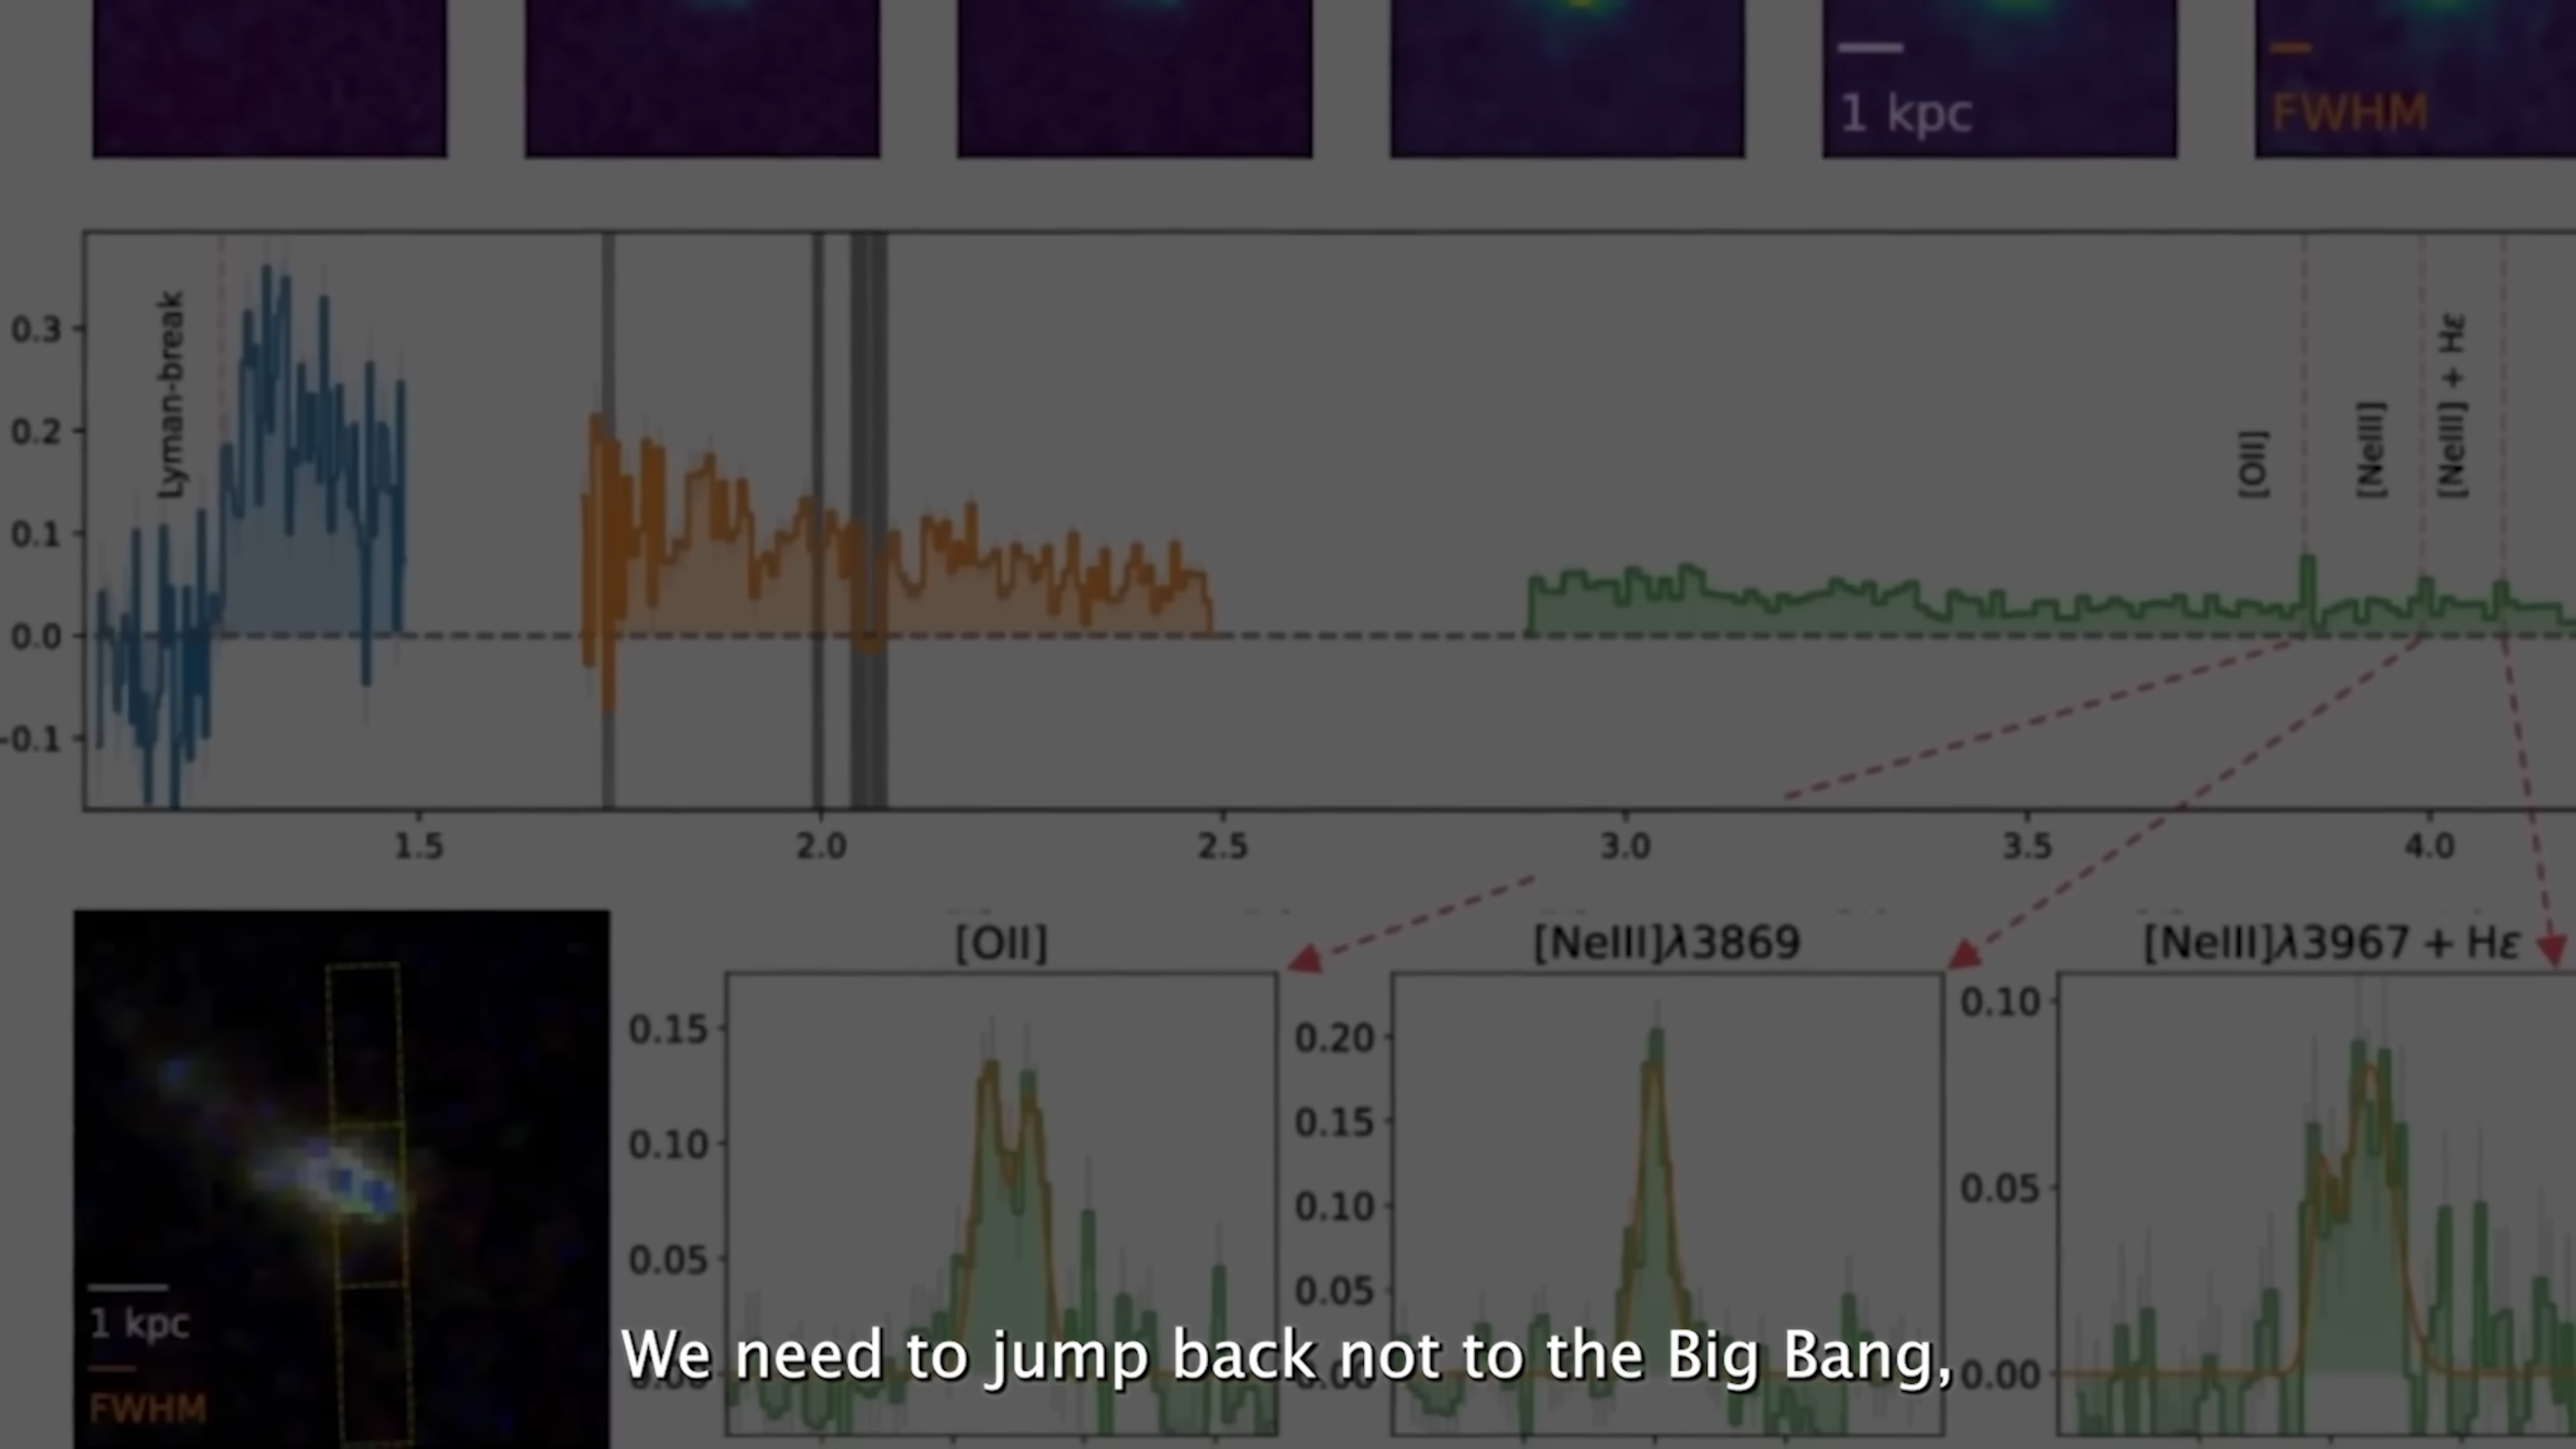 1 kpc
FWHM
0.3
0.2
0.1
0.0
-0.1
Lyman-break
[OII]
[NeIII]
[NeIII] + Hε
1.5
2.0
2.5
3.0
3.5
4.0
[OII]
[NeIII]λ3869
[NeIII]λ3967 + Hε
0.15
0.10
0.05
0.20
0.15
0.10
0.05
0.10
0.05
0.00
1 kpc
FWHM
We need to jump back not to the Big Bang,